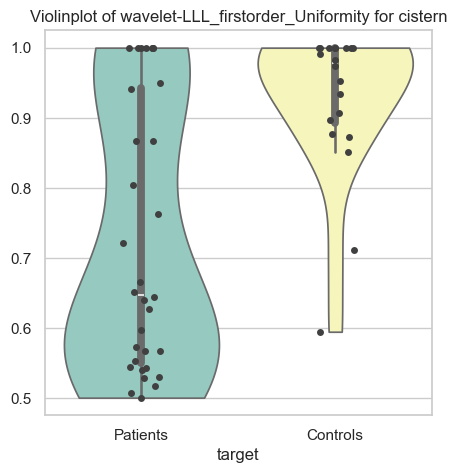 Violinplot of wavelet-LLL_firstorder_Uniformity for cistern
1.0
0.9
0.8
0.7
0.6
0.5
Patients Controls
target